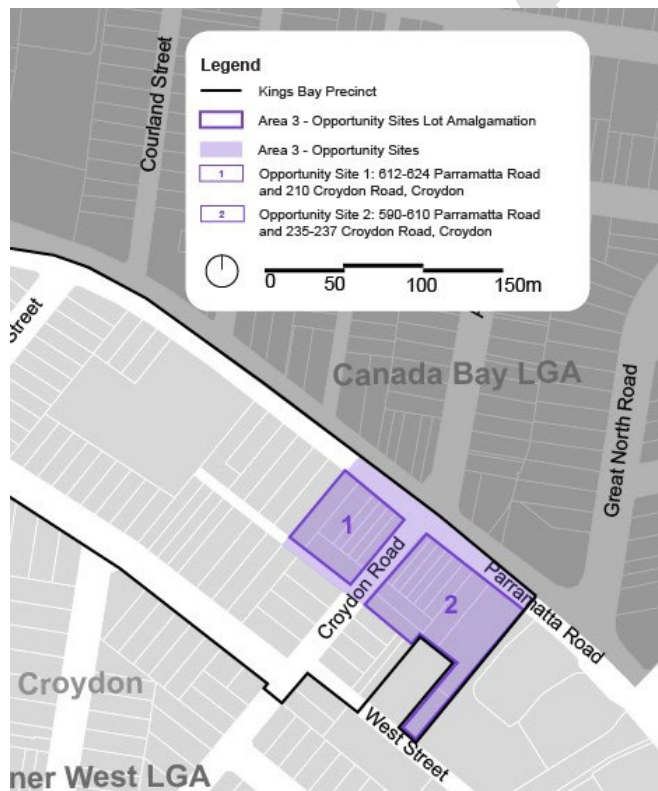 Courland Street
Legend
Kings Bay Precinct
Area 3 - Opportunity Sites Lot Amalgamation
Area 3 - Opportunity Sites
1
Opportunity Site 1: 612-624 Parramatta Road
and 210 Croydon Road, Croydon
2
Opportunity Site 2: 590-610 Parramatta Road
and 235-237 Croydon Road, Croydon
0 50 100 150m
Street
Canada Bay LGA
Great North Road
1
Croydon Road
2
Parramatta Road
Croydon
West Street
ner West LGA